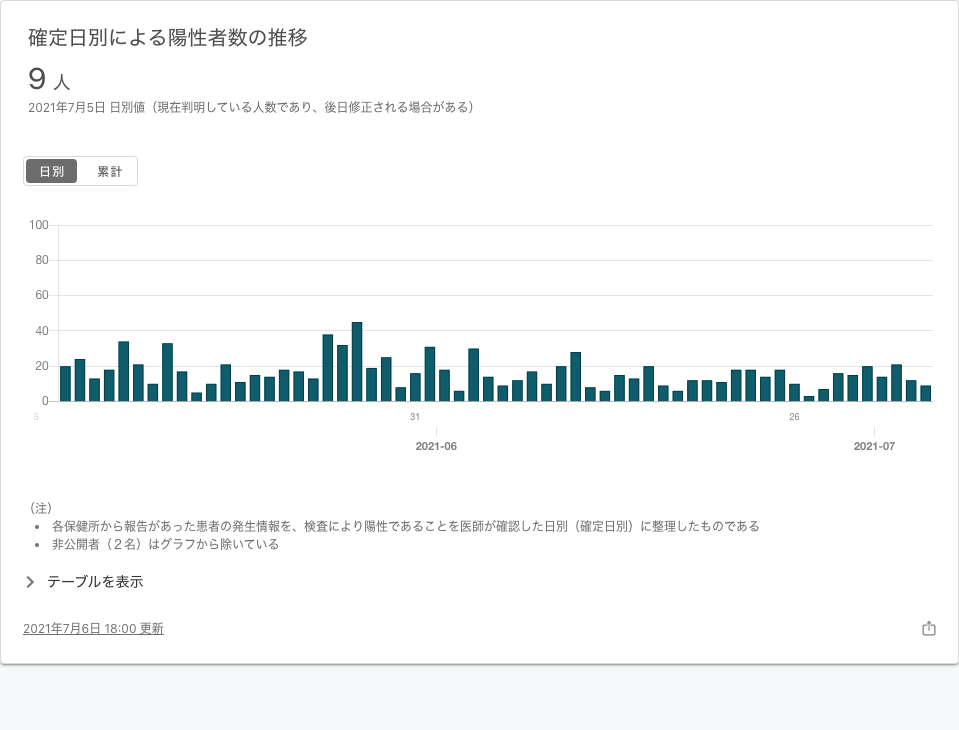 確定日別による陽性者数の推移
9 人
2021年7月5日 日別値（現在判明している人数であり、後日修正される場合がある）
日別 累計
100
80
60
40
20
0
5 31 26
2021-06 2021-07
（注）
• 各保健所から報告があった患者の発生情報を、検査により陽性であることを医師が確認した日別（確定日別）に整理したものである
• 非公開者（２名）はグラフから除いている
テーブルを表示
2021年7月6日 18:00 更新